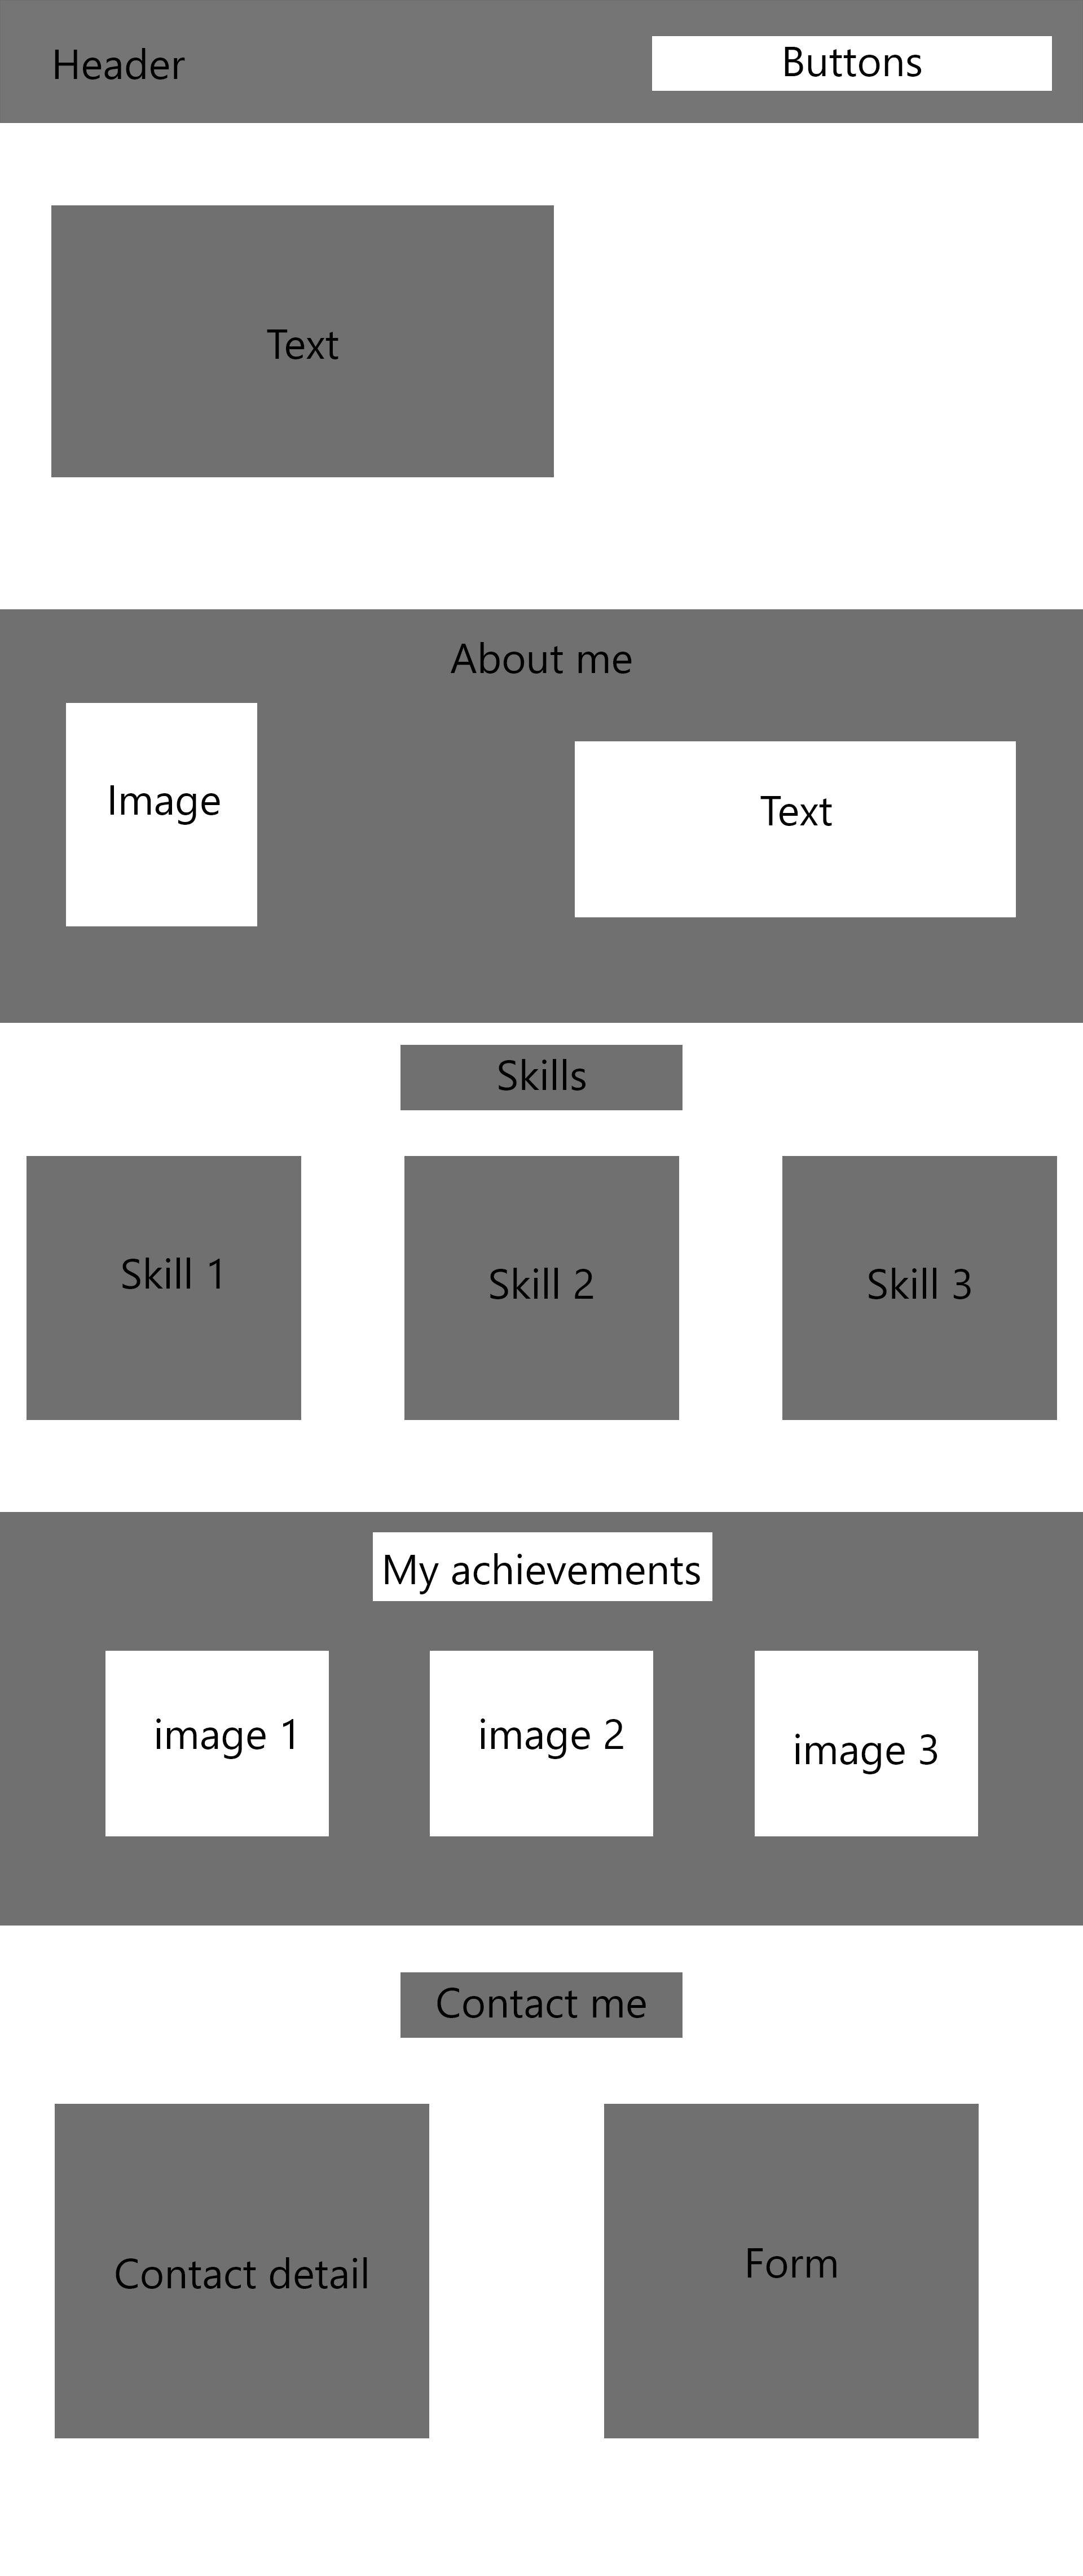 Header
Buttons
Text
About me
Image
Text
Skills
Skill 1
Skill 2
Skill 3
My achievements
image 1
image 2
image 3
Contact me
Contact detail
Form